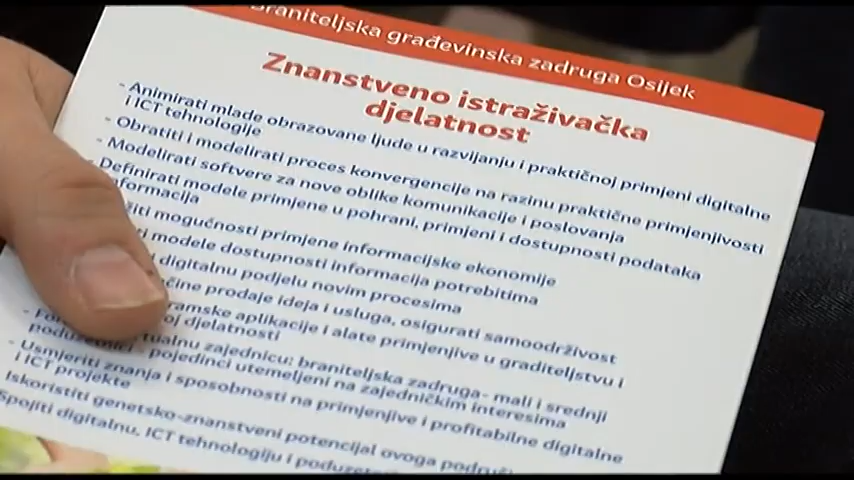 Braniteljska građevinska zadruga Osijek
Znanstveno istraživačka
djelatnost
- Animirati mlade obrazovane ljude u razvijanju i praktičnoj primjeni digitalne
i ICT tehnologije
- Obratiti i modelirati proces konvergencije na razinu praktične primjenjivosti
- Modelirati softvere za nove oblike komunikacije i poslovanja
- Definirati modele primjene u pohrani, primjeni i dostupnosti podataka
informacija
mogućnosti primjene informacijske ekonomije
modele dostupnosti informacija potrebitima
digitalnu podjelu novim procesima
prodaje ideja i usluga, osigurati samoodrživost
aplikacije i alate primjenjive u graditeljstvu i
djelatnosti
zajednicu: braniteljska zadruga- mali i srednji
pojedinci utemeljeni na zajedničkim interesima
- Usmjeriti znanja i sposobnosti na primjenjive i profitabilne digitalne
i ICT projekte
Iskoristiti genetsko-znanstveni potencijal ovoga
Spojiti digitalnu, ICT tehnologiju i